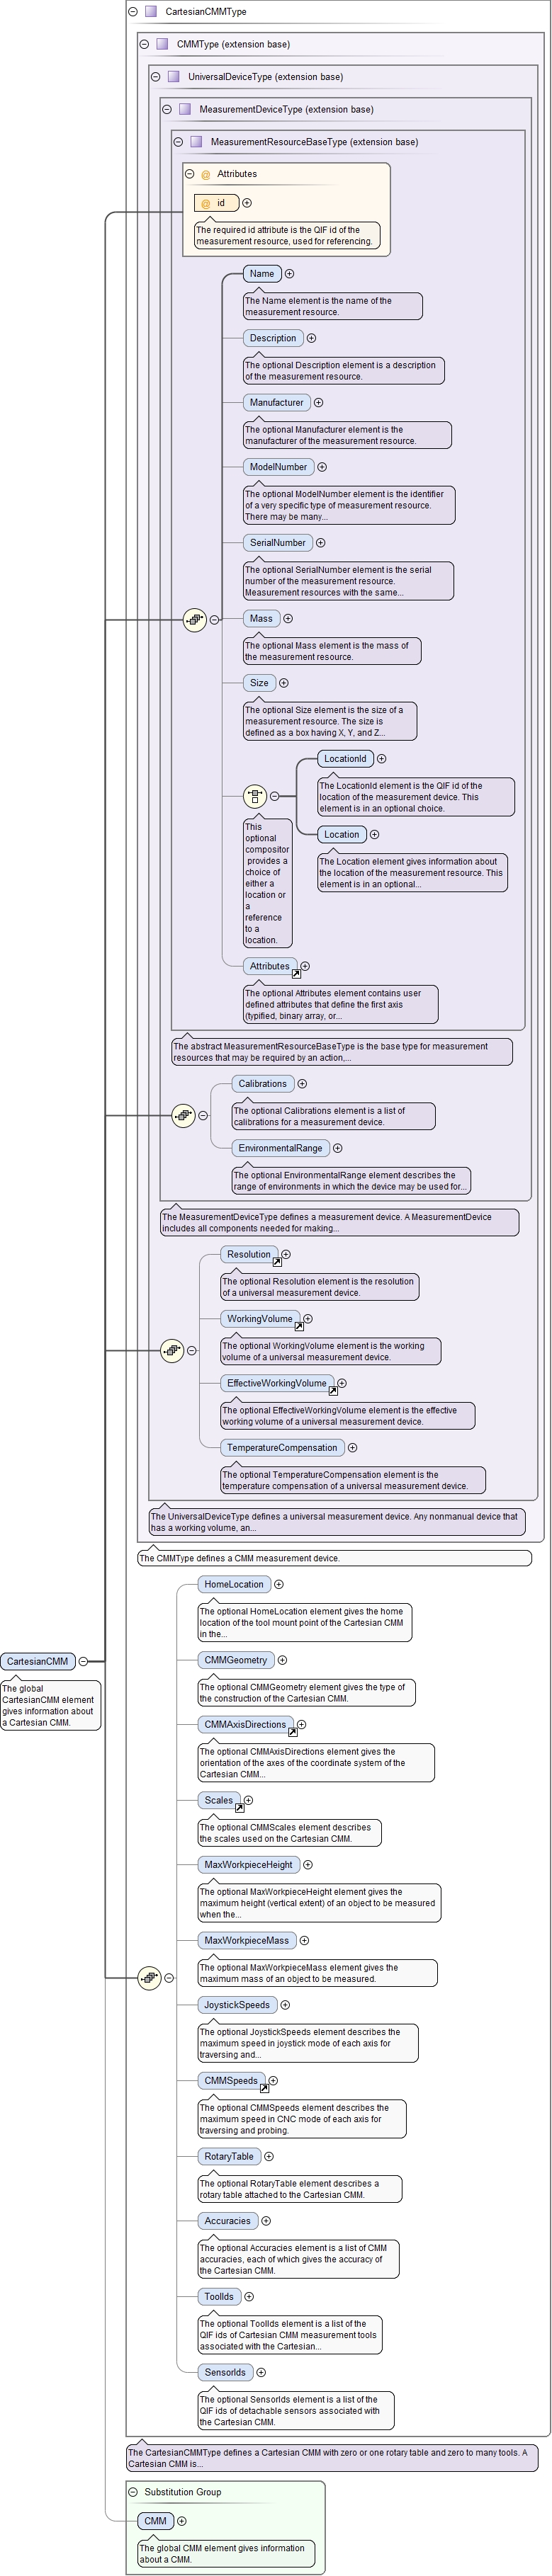 CartesianCMMType
CMMType (extension base)
UniversalDeviceType (extension base)
MeasurementDeviceType (extension base)
MeasurementResourceBaseType (extension base)
@ Attributes
@ id
The required id attribute is the QIF id of the
measurement resource, used for referencing.
Name
The Name element is the name of the
measurement resource.
Description
The optional Description element is a description
of the measurement resource.
Manufacturer
The optional Manufacturer element is the
manufacturer of the measurement resource.
ModelNumber
The optional ModelNumber element is the identifier
of a very specific type of measurement resource.
There may be many...
SerialNumber
The optional SerialNumber element is the serial
number of the measurement resource.
Measurement resources with the same...
Mass
The optional Mass element is the mass of
the measurement resource.
Size
The optional Size element is the size of a
measurement resource. The size is
defined as a box having X, Y, and Z...
LocationId
The LocationId element is the QIF id of the
location of the measurement device. This
element is in an optional choice.
Location
The Location element gives information about
the location of the measurement resource. This
element is in an optional...
This
optional
compositor
provides a
choice of
either a
location or
a
reference
to a
location.
Attributes
The optional Attributes element contains user
defined attributes that define the first axis
(typified, binary array, or...
The abstract MeasurementResourceBaseType is the base type for measurement
resources that may be required by an action,...
Calibrations
The optional Calibrations element is a list of
calibrations for a measurement device.
EnvironmentalRange
The optional EnvironmentalRange element describes the
range of environments in which the device may be used for...
The MeasurementDeviceType defines a measurement device. A MeasurementDevice
includes all components needed for making...
Resolution
The optional Resolution element is the resolution
of a universal measurement device.
WorkingVolume
The optional WorkingVolume element is the working
volume of a universal measurement device.
EffectiveWorkingVolume
The optional EffectiveWorkingVolume element is the effective
working volume of a universal measurement device.
TemperatureCompensation
The optional TemperatureCompensation element is the
temperature compensation of a universal measurement device.
The UniversalDeviceType defines a universal measurement device. Any nonmanual device that
has a working volume, an...
The CMMType defines a CMM measurement device.
HomeLocation
The optional HomeLocation element gives the home
location of the tool mount point of the Cartesian CMM
in the...
CMMGeometry
The optional CMMGeometry element gives the type of
the construction of the Cartesian CMM.
CartesianCMM
The global
CartesianCMM element
gives information about
a Cartesian CMM.
CMMAxisDirections
The optional CMMAxisDirections element gives the
orientation of the axes of the coordinate system of the
Cartesian CMM...
Scales
The optional CMMScales element describes
the scales used on the Cartesian CMM.
MaxWorkpieceHeight
The optional MaxWorkpieceHeight element gives the
maximum height (vertical extent) of an object to be measured
when the...
MaxWorkpieceMass
The optional MaxWorkpieceMass element gives the
maximum mass of an object to be measured.
JoystickSpeeds
The optional JoystickSpeeds element describes the
maximum speed in joystick mode of each axis for
traversing and...
CMMSpeeds
The optional CMMSpeeds element describes the
maximum speed in CNC mode of each axis for
traversing and probing.
RotaryTable
The optional RotaryTable element describes a
rotary table attached to the Cartesian CMM.
Accuracies
The optional Accuracies element is a list of CMM
accuracies, each of which gives the accuracy of
the Cartesian CMM.
ToolIds
The optional ToolIds element is a list of the
QIF ids of Cartesian CMM measurement tools
associated with the Cartesian...
SensorIds
The optional SensorIds element is a list of the
QIF ids of detachable sensors associated with
the Cartesian CMM.
The CartesianCMMType defines a Cartesian CMM with zero or one rotary table and zero to many tools. A
Cartesian CMM is...
Substitution Group
CMM
The global CMM element gives information
about a CMM.